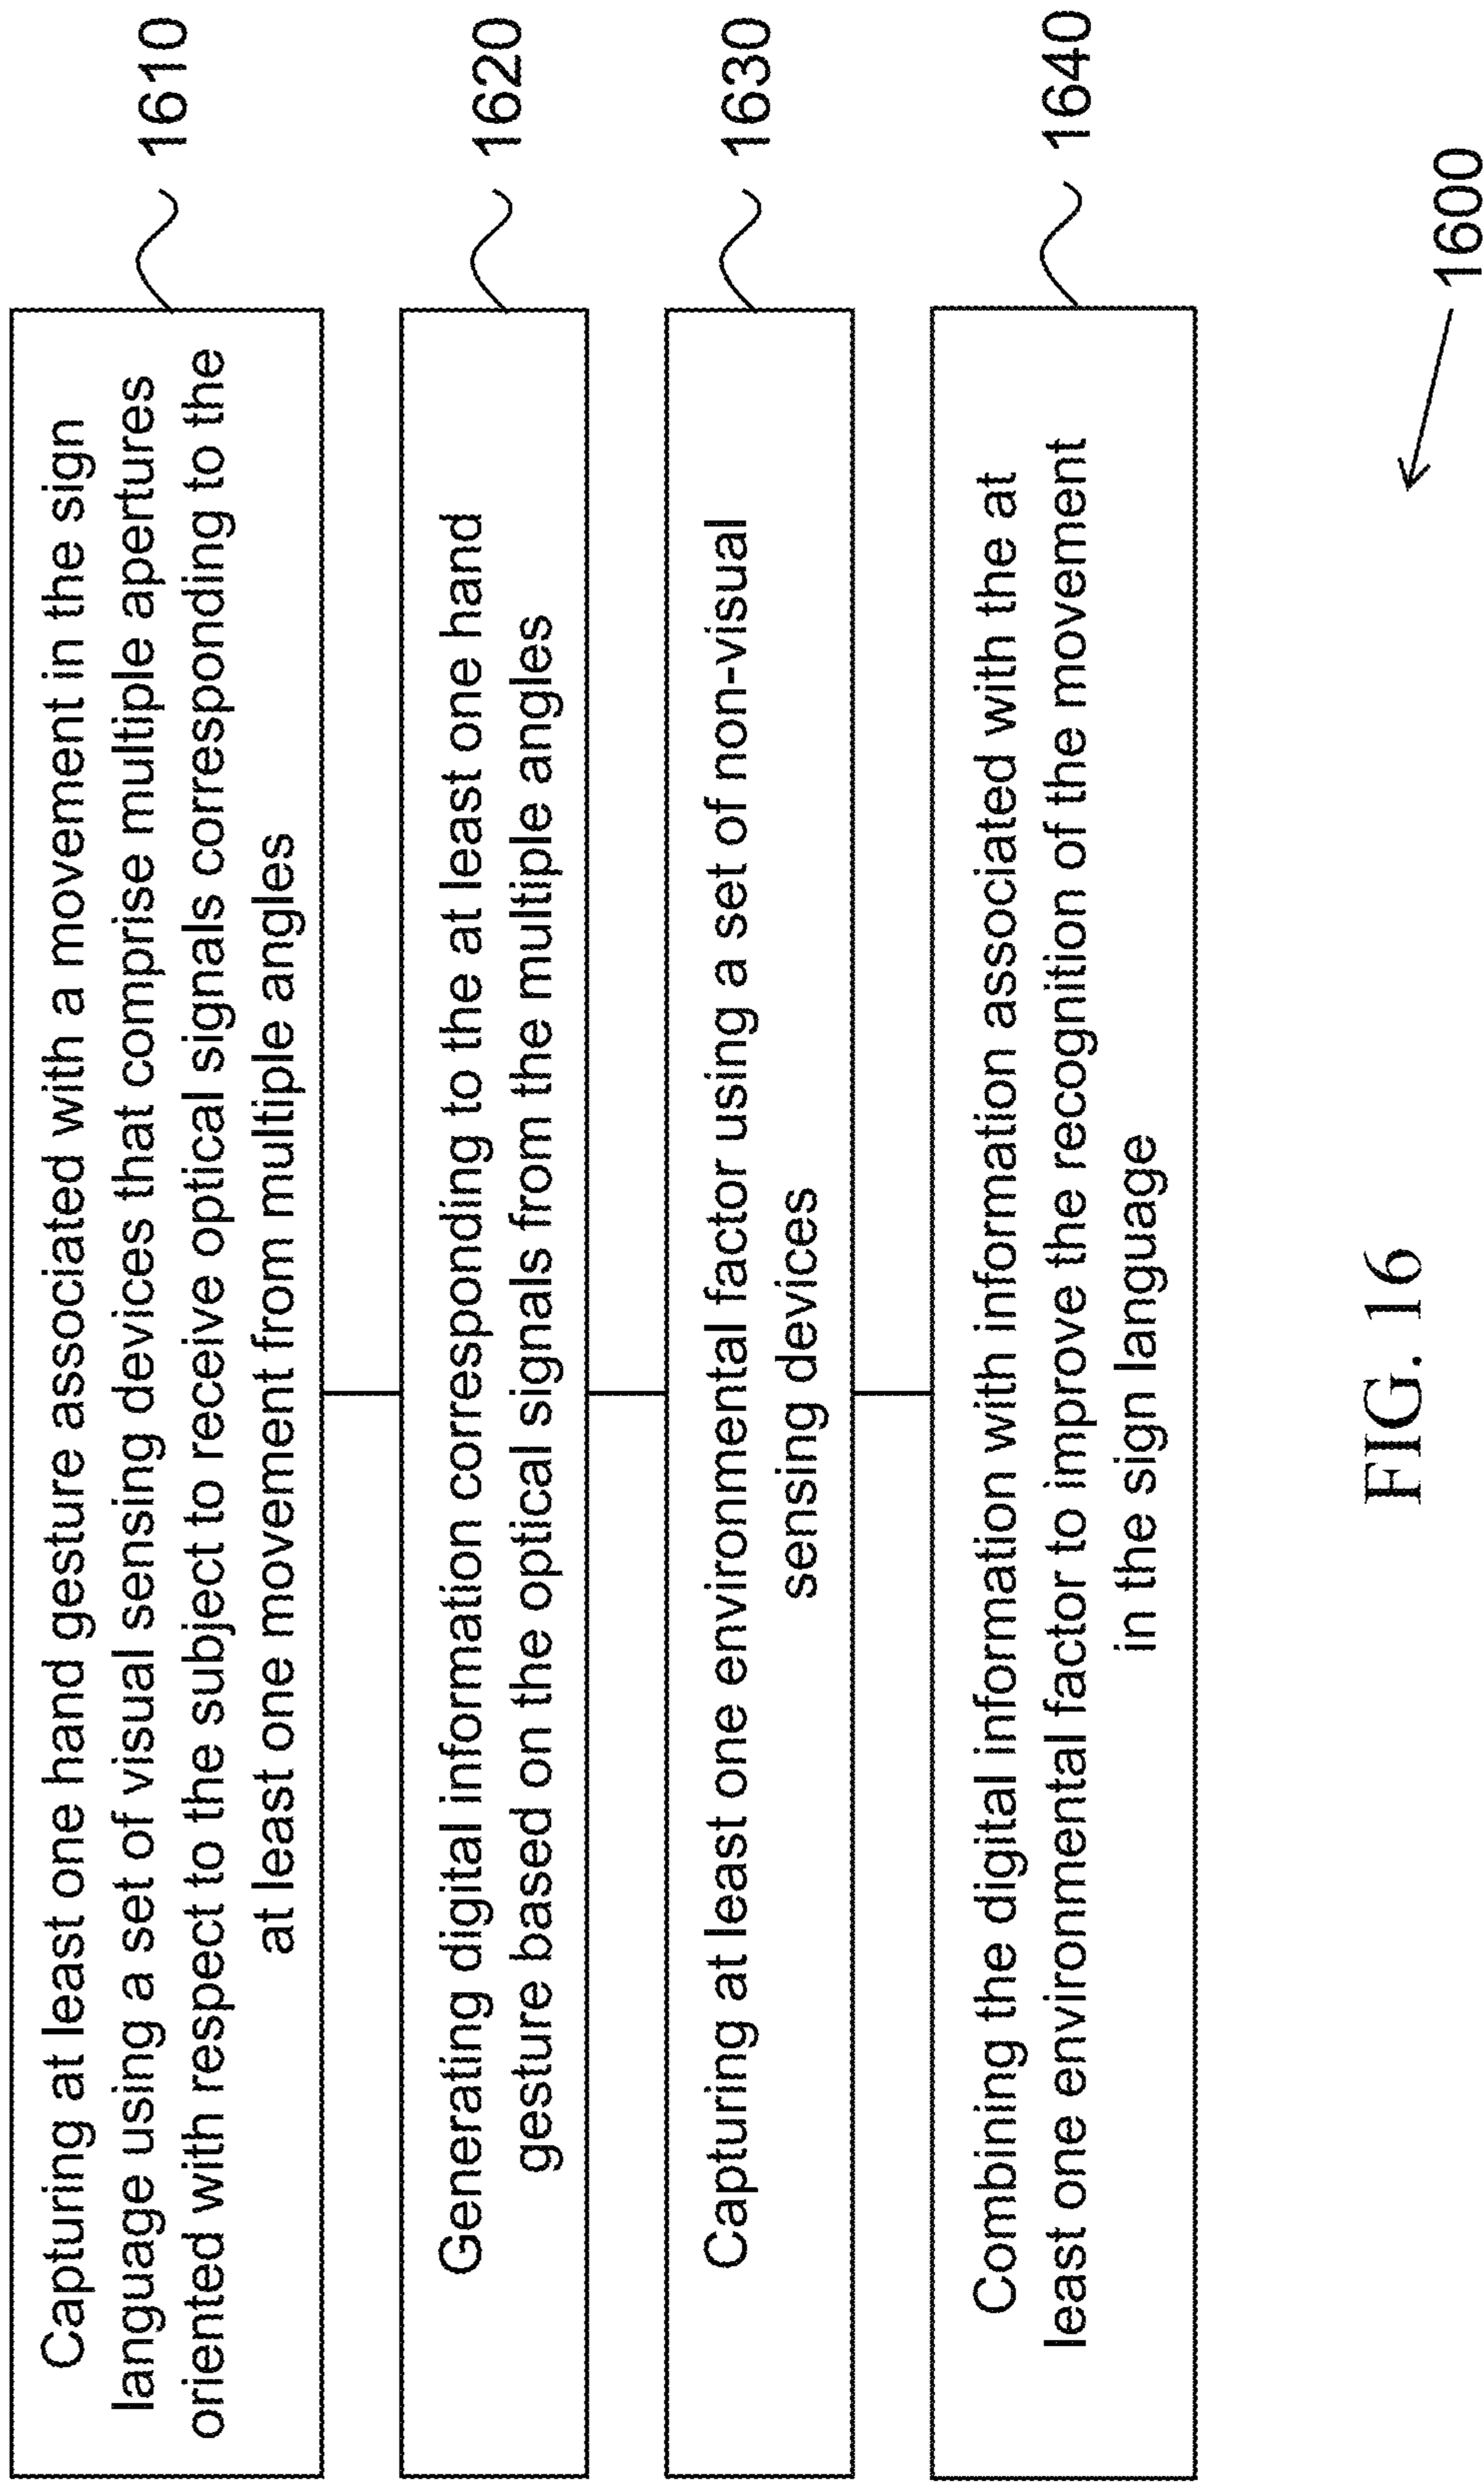 Capturing at least one hand gesture associated with a movement in the sign
language using a set of visual sensing devices that comprise multiple apertures
oriented with respect to the subject to receive optical signals corresponding to the
at least one movement from multiple angles
1610
Generating digital information corresponding to the at least one hand
gesture based on the optical signals from the multiple angles
1620
Capturing at least one environmental factor using a set of non-visual
sensing devices
1630
Combining the digital information with information associated with the at
least one environmental factor to improve the recognition of the movement
in the sign language
1640
1600
FIG. 16